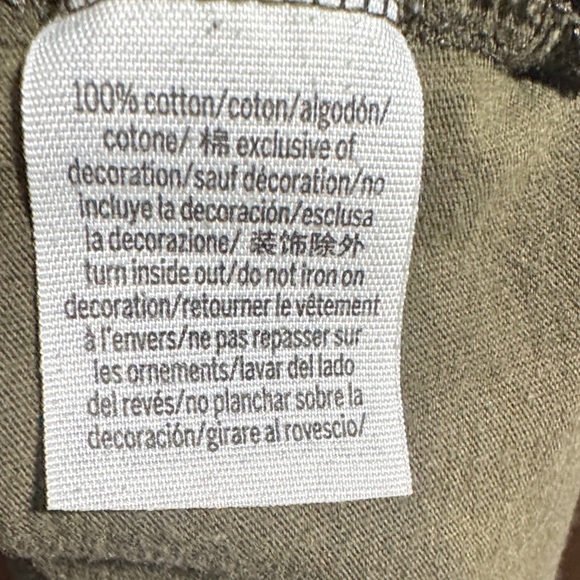 100% cotton/coton/algodón/
cotone/ 棉 exclusive of
decoration/sauf décoration/no
incluye la decoración/esclusa
la decorazione/ 装饰除外
turn inside out/do not iron on
decoration/retourner le vêtement
à l'envers/ne pas repasser sur
les ornements/lavar del lado
del revés/no planchar sobre la
decoración/girare al rovescio/